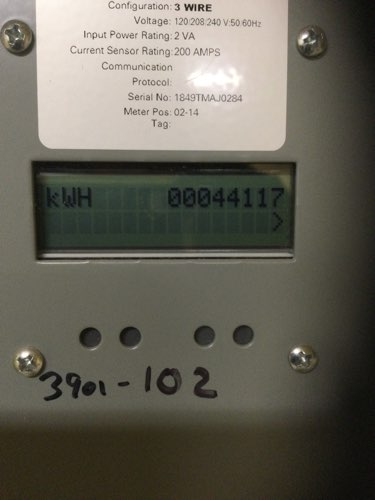 Configuration: 3 WIRE
Voltage: 120/208/240 V:50/60Hz
Input Power Rating: 2 VA
Current Sensor Rating: 200 AMPS
Communication
Protocol:
Serial No: 1849TMAJ0284
Meter Pos: 02-14
Tag:
kWH 00044117
>
3901-102